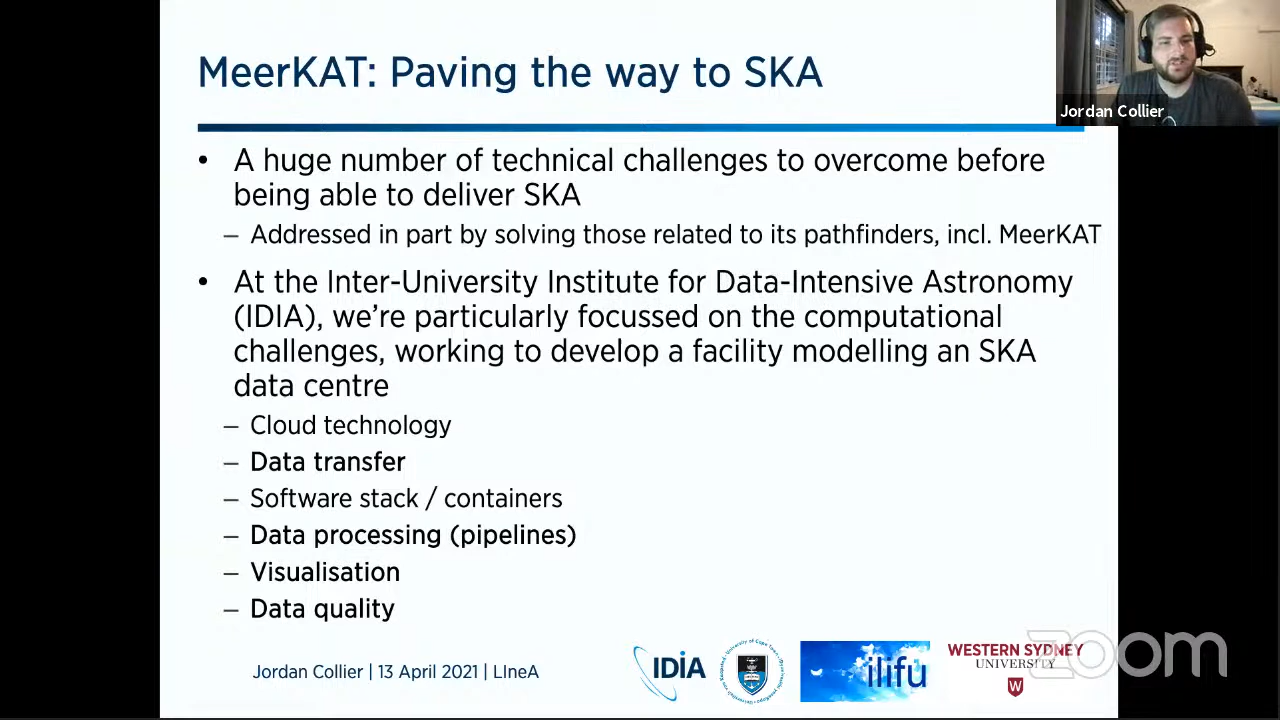 MeerKAT: Paving the way to SKA
Jordan Collier
• A huge number of technical challenges to overcome before
being able to deliver SKA
– Addressed in part by solving those related to its pathfinders, incl. MeerKAT
• At the Inter-University Institute for Data-Intensive Astronomy
(IDIA), we're particularly focussed on the computational
challenges, working to develop a facility modelling an SKA
data centre
– Cloud technology
– Data transfer
– Software stack / containers
– Data processing (pipelines)
– Visualisation
– Data quality
Jordan Collier | 13 April 2021 | LIneA
IDIA
University of Cape Town
ilifu
WESTERN SYDNEY
UNIVERSITY
W
zoom